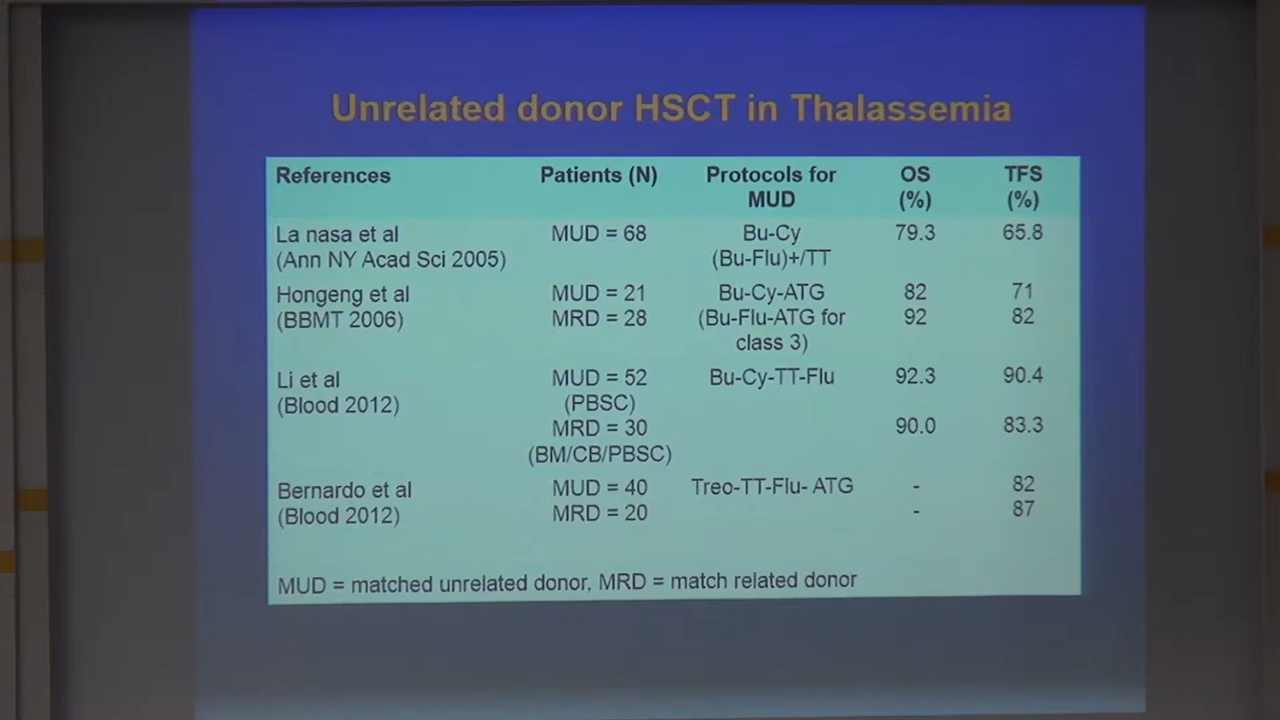 Unrelated donor HSCT in Thalassemia
References Patients (N) Protocols for MUD OS (%) TFS (%)
La nasa et al MUD = 68 Bu-Cy 79.3 65.8
(Ann NY Acad Sci 2005) (Bu-Flu)+/TT
Hongeng et al MUD = 21 Bu-Cy-ATG 82 71
(BBMT 2006) MRD = 28 (Bu-Flu-ATG for 92 82
class 3)
Li et al MUD = 52 Bu-Cy-TT-Flu 92.3 90.4
(Blood 2012) (PBSC)
MRD = 30 90.0 83.3
(BM/CB/PBSC)
Bernardo et al MUD = 40 Treo-TT-Flu- ATG - 82
(Blood 2012) MRD = 20 - 87
MUD = matched unrelated donor, MRD = match related donor